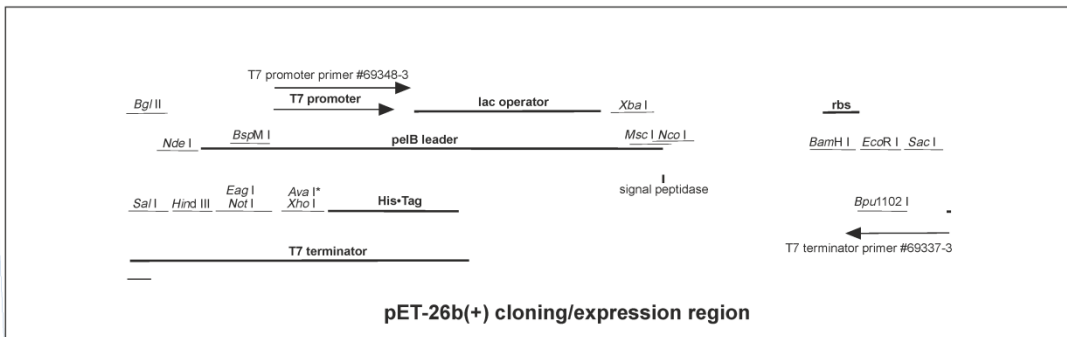 T7 promoter primer #69348-3
Bgl II T7 promoter lac operator Xba I rbs
Nde I BspM I pelB leader Msc I Nco I BamH I EcoR I Sac I
signal peptidase
Eag I Ava I*
Sal I Hind III Not I Xho I His•Tag Bpu1102 I
T7 terminator T7 terminator primer #69337-3
pET-26b(+) cloning/expression region